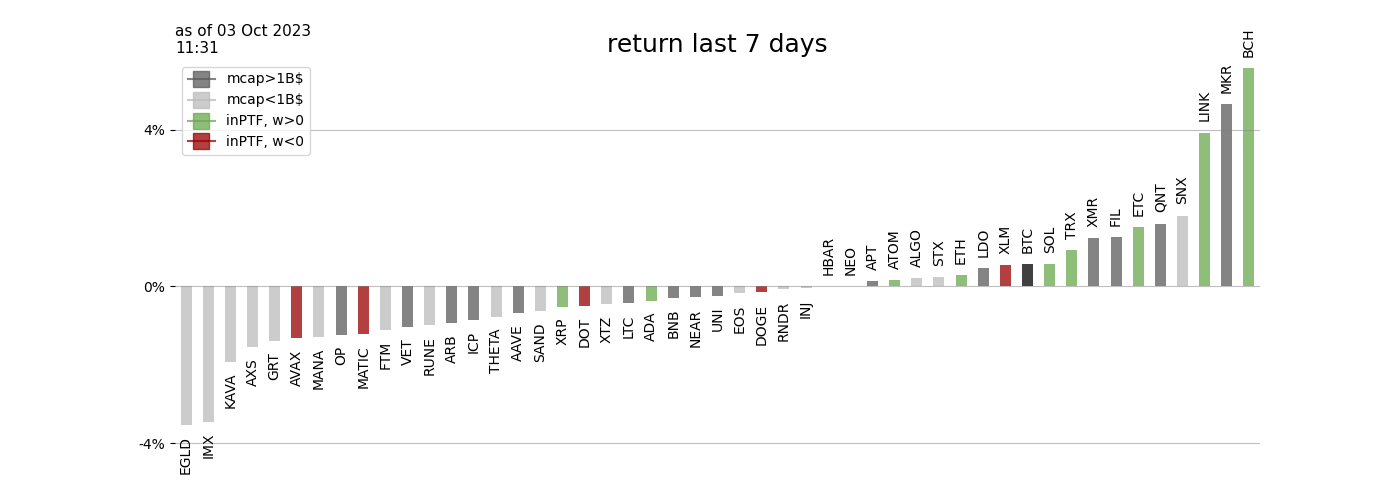 as of 03 Oct 2023
11:31
return last 7 days
mcap>1B$
mcap<1B$
inPTF, w>0
inPTF, w<0
4%
0%
-4%
EGLD
IMX
KAVA
AXS
GRT
AVAX
MANA
OP
MATIC
FTM
VET
RUNE
ARB
ICP
THETA
AAVE
SAND
XRP
DOT
XTZ
LTC
ADA
BNB
NEAR
UNI
EOS
DOGE
RNDR
INJ
HBAR
NEO
APT
ATOM
ALGO
STX
ETH
LDO
XLM
BTC
SOL
TRX
XMR
FIL
ETC
QNT
SNX
LINK
MKR
BCH